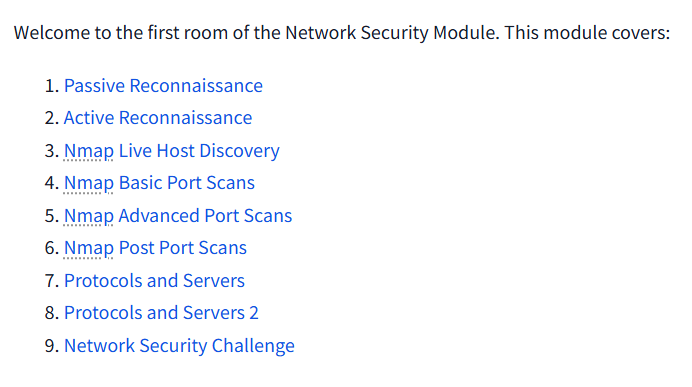 Welcome to the first room of the Network Security Module. This module covers:
1. Passive Reconnaissance
2. Active Reconnaissance
3. Nmap Live Host Discovery
4. Nmap Basic Port Scans
5. Nmap Advanced Port Scans
6. Nmap Post Port Scans
7. Protocols and Servers
8. Protocols and Servers 2
9. Network Security Challenge